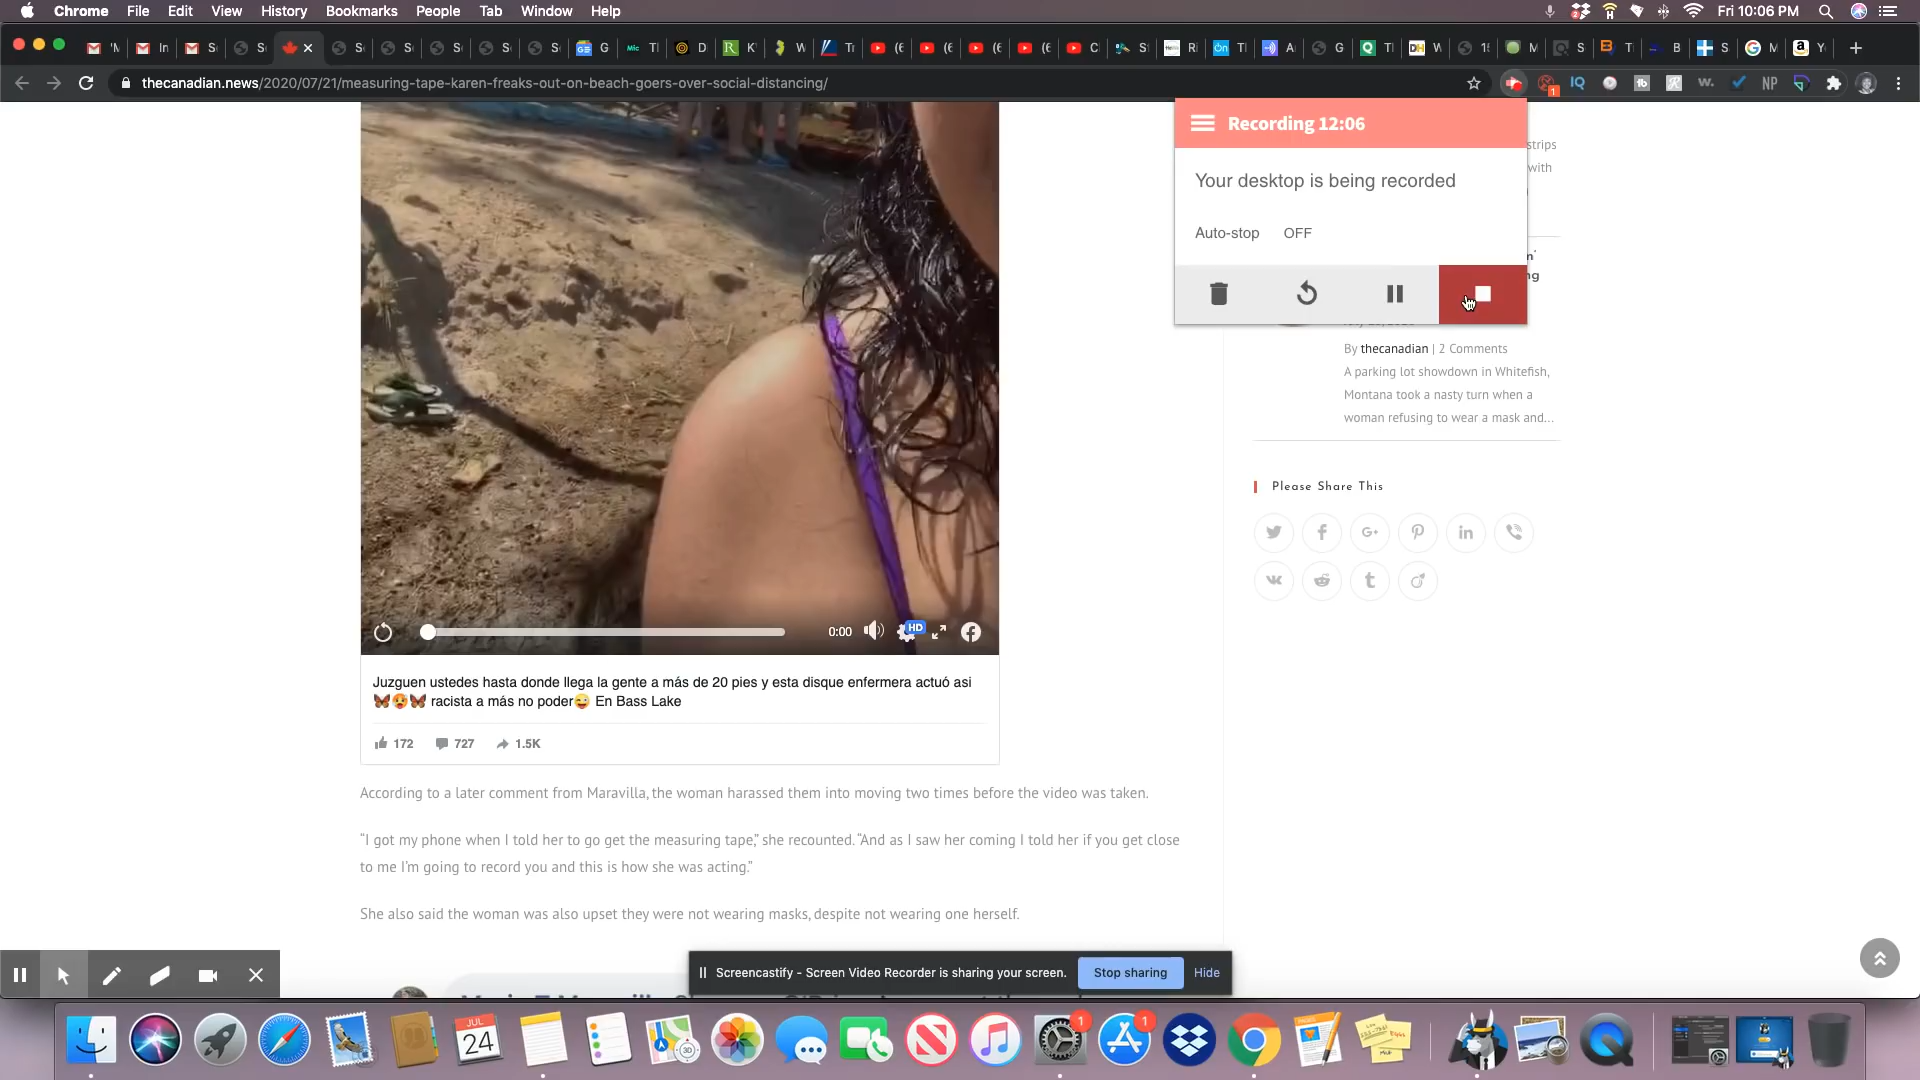 Chrome File Edit View History Bookmarks People Tab Window Help Fri 10:06 PM
thecanadian.news/2020/07/21/measuring-tape-karen-freaks-out-on-beach-goers-over-social-distancing/
Recording 12:06
Your desktop is being recorded
Auto-stop OFF
strips
with
By thecanadian | 2 Comments
A parking lot showdown in Whitefish,
Montana took a nasty turn when a
woman refusing to wear a mask and...
Please Share This
0:00 HD
Juzguen ustedes hasta donde llega la gente a más de 20 pies y esta disque enfermera actuó asi
🦋🥵🦋 racista a más no poder😜 En Bass Lake
172 727 1.5K
According to a later comment from Maravilla, the woman harassed them into moving two times before the video was taken.
“I got my phone when I told her to go get the measuring tape,” she recounted. “And as I saw her coming I told her if you get close
to me I’m going to record you and this is how she was acting.”
She also said the woman was also upset they were not wearing masks, despite not wearing one herself.
Screencastify - Screen Video Recorder is sharing your screen. Stop sharing Hide
JUL
24